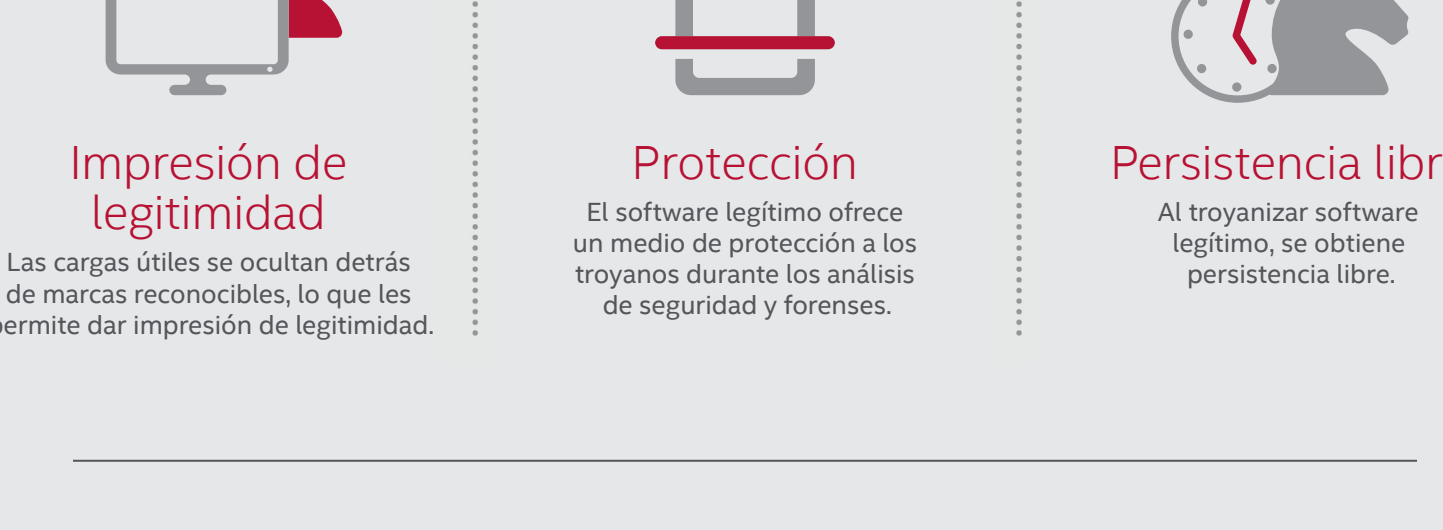 Impresión de
legitimidad
Las cargas útiles se ocultan detrás
de marcas reconocibles, lo que les
permite dar impresión de legitimidad.
Protección
El software legítimo ofrece
un medio de protección a los
troyanos durante los análisis
de seguridad y forenses.
Persistencia libr
Al troyanizar software
legítimo, se obtiene
persistencia libre.